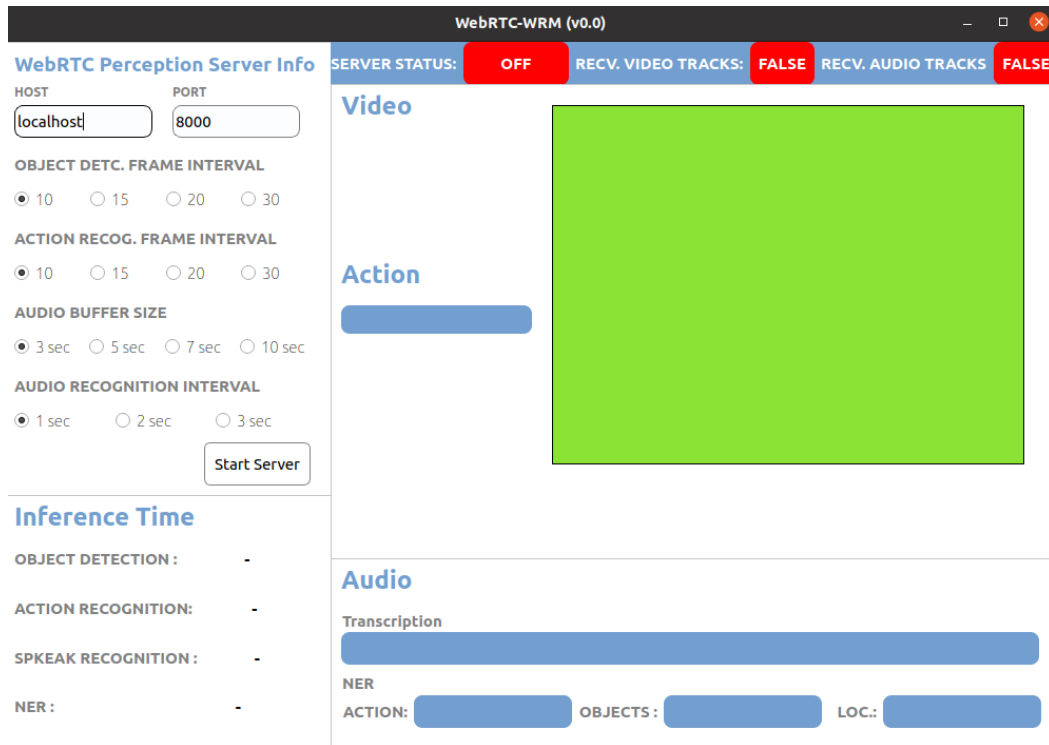 WebRTC-WRM (v0.0)
WebRTC Perception Server Info
HOST PORT
localhost 8000
OBJECT DETC. FRAME INTERVAL
10 15 20 30
ACTION RECOG. FRAME INTERVAL
10 15 20 30
AUDIO BUFFER SIZE
3 sec 5 sec 7 sec 10 sec
AUDIO RECOGNITION INTERVAL
1 sec 2 sec 3 sec
Start Server
Inference Time
OBJECT DETECTION : -
ACTION RECOGNITION: -
SPKEAK RECOGNITION : -
NER : -
SERVER STATUS: OFF RECV. VIDEO TRACKS: FALSE RECV. AUDIO TRACKS FALSE
Video
Action
Audio
Transcription
NER
ACTION: OBJECTS : LOC.: